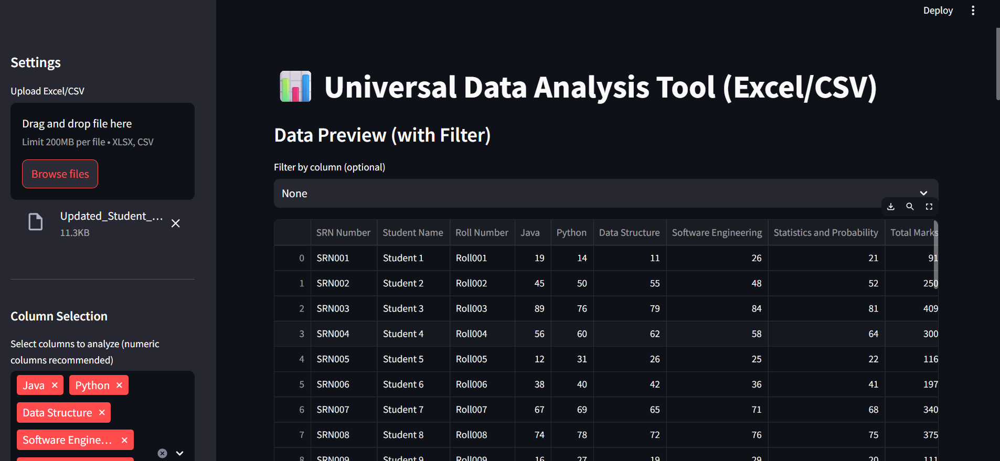 Deploy
Settings
Upload Excel/CSV
Drag and drop file here
Limit 200MB per file • XLSX, CSV
Browse files
Updated_Student_...
11.3KB
Column Selection
Select columns to analyze (numeric
columns recommended)
Java × Python ×
Data Structure ×
Software Engine... ×
Universal Data Analysis Tool (Excel/CSV)
Data Preview (with Filter)
Filter by column (optional)
None
SRN Number Student Name Roll Number Java Python Data Structure Software Engineering Statistics and Probability Total Marks
0 SRN001 Student 1 Roll001 19 14 11 26 21 91
1 SRN002 Student 2 Roll002 45 50 55 48 52 250
2 SRN003 Student 3 Roll003 89 76 79 84 81 409
3 SRN004 Student 4 Roll004 56 60 62 58 64 300
4 SRN005 Student 5 Roll005 12 31 26 25 22 116
5 SRN006 Student 6 Roll006 38 40 42 36 41 197
6 SRN007 Student 7 Roll007 67 69 65 71 68 340
7 SRN008 Student 8 Roll008 74 78 72 76 75 375
8 SRN009 Student 9 Roll009 16 27 19 29 20 111